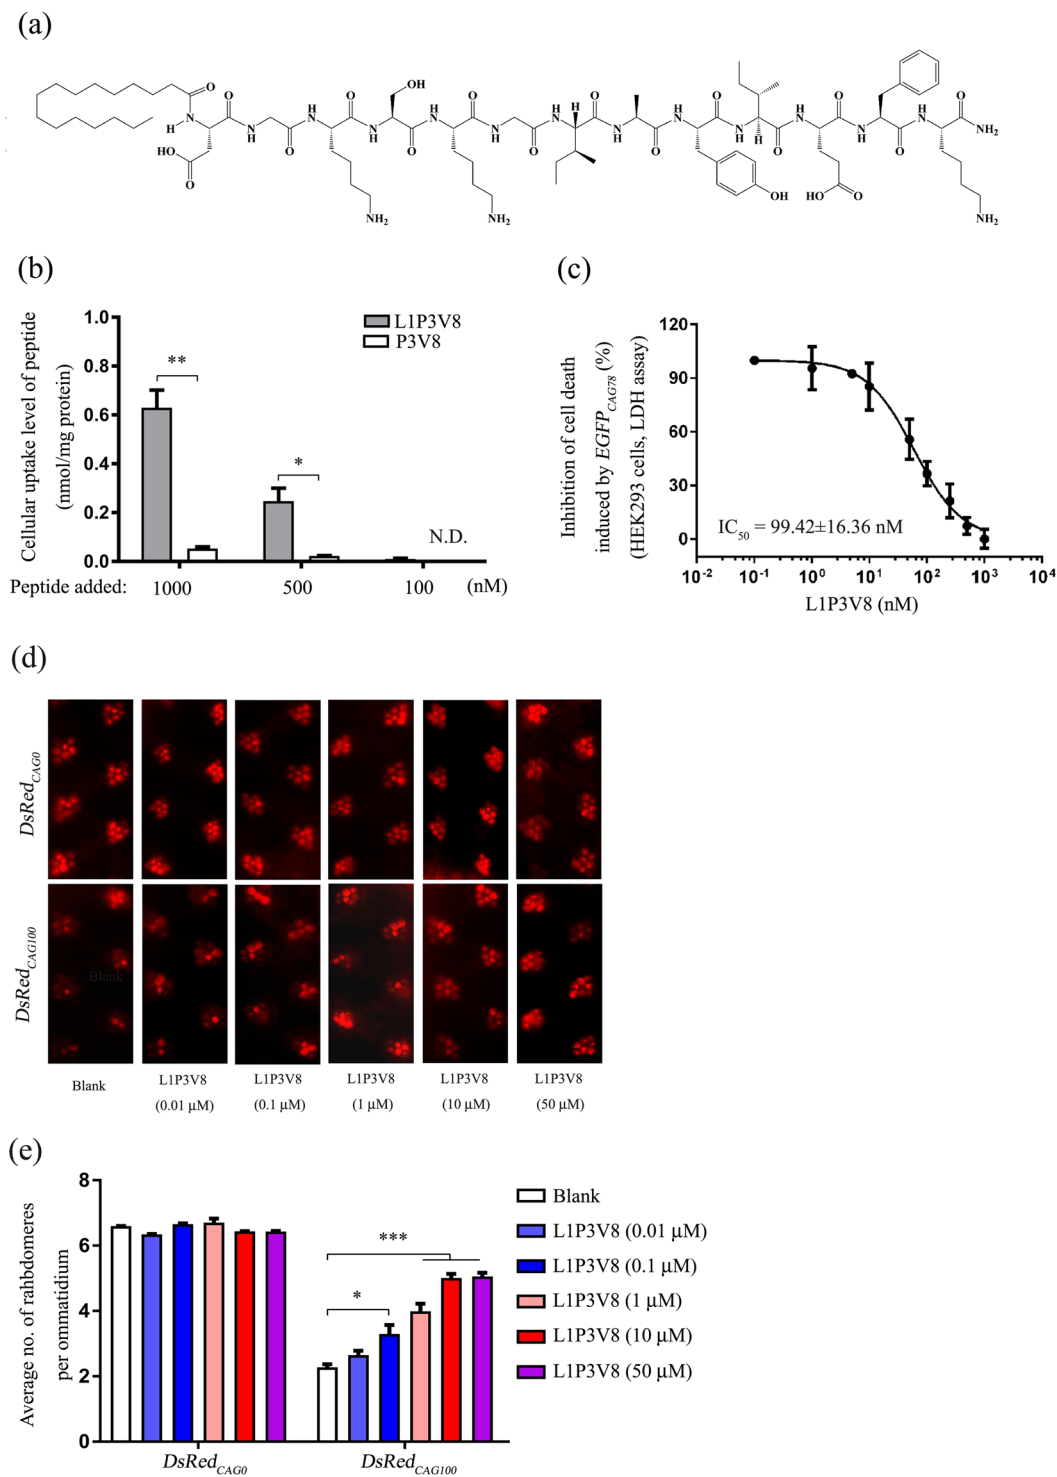 (a)
O
N
H
O
HO
O
H
N
O
H
N
O
NH₂
O
H
N
OH
O
H
N
NH₂
O
H
N
O
H
N
H
O
H
N
O
H
N
OH
O
H
N
H
O
H
N
HO
O
O
H
N
O
H
N
O
NH₂
NH₂
(b)
Cellular uptake level of peptide
(nmol/mg protein)
1.0
0.8
0.6
0.4
0.2
0.0
**
*
N.D.
L1P3V8
P3V8
Peptide added: 1000 500 100 (nM)
(c)
Inhibition of cell death
induced by EGFP_CAG78 (%)
(HEK293 cells, LDH assay)
120
90
60
30
0
IC₅₀ = 99.42±16.36 nM
10⁻² 10⁻¹ 10⁰ 10¹ 10² 10³ 10⁴
L1P3V8 (nM)
(d)
DsRed_CAG0
DsRed_CAG100
Blank
Blank
L1P3V8
(0.01 μM)
L1P3V8
(0.1 μM)
L1P3V8
(1 μM)
L1P3V8
(10 μM)
L1P3V8
(50 μM)
(e)
Average no. of rahbdomeres
per ommatidium
8
6
4
2
0
***
*
DsRed_CAG0 DsRed_CAG100
Blank
L1P3V8 (0.01 μM)
L1P3V8 (0.1 μM)
L1P3V8 (1 μM)
L1P3V8 (10 μM)
L1P3V8 (50 μM)